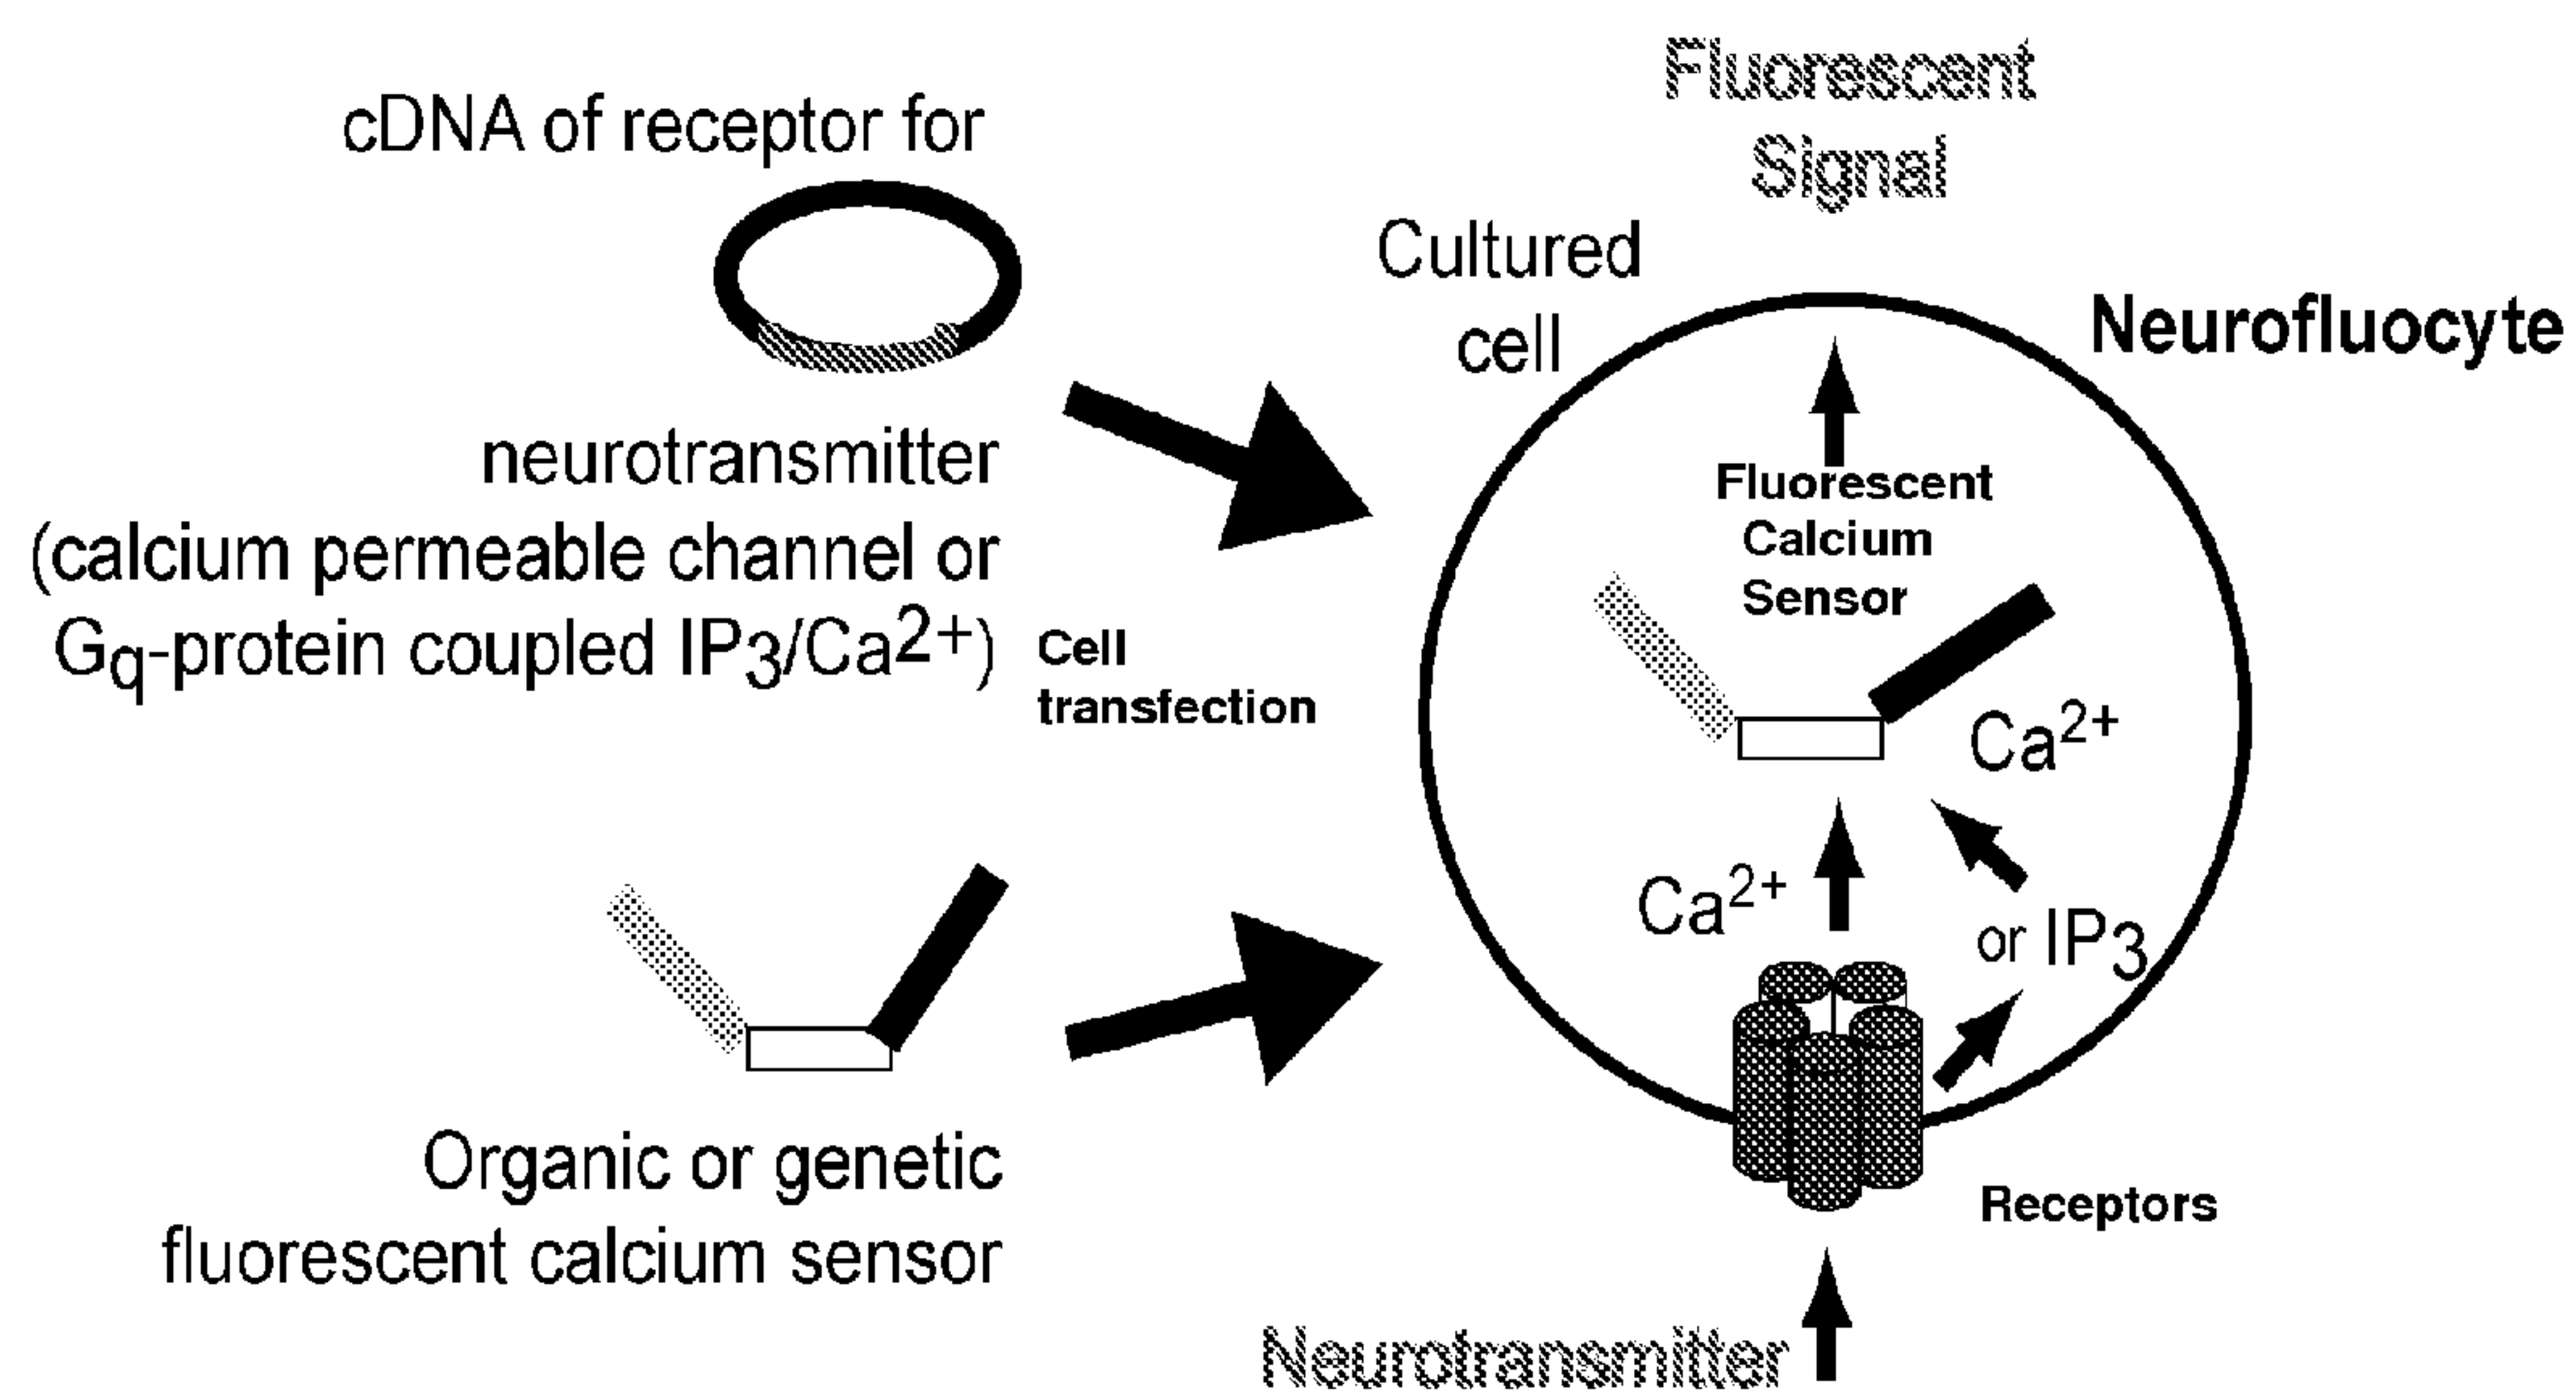 cDNA of receptor for
neurotransmitter
(calcium permeable channel or
Gq-protein coupled IP3/Ca2+)
Cell
transfection
Organic or genetic
fluorescent calcium sensor
Fluorescent
Signal
Cultured
cell
Neurofluocyte
Fluorescent
Calcium
Sensor
Ca2+
Ca2+
or IP3
Receptors
Neurotransmitter